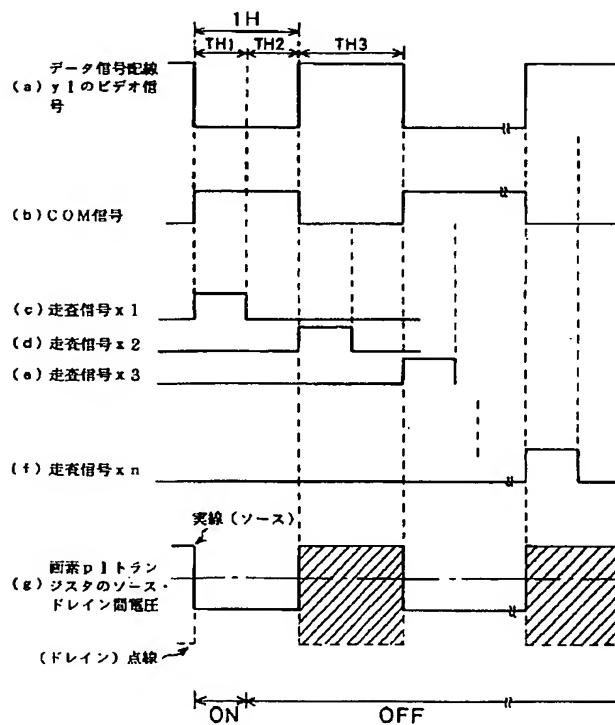 1H
TH1 TH2 TH3
データ信号配線
(a) y1のビデオ信
号
(b) COM信号
(c) 走査信号x1
(d) 走査信号x2
(e) 走査信号x3
(f) 走査信号xn
実線(ソース)
画素p1トラン
(g) ジスタのソース・
ドレイン間電圧
(ドレイン)点線
ON OFF